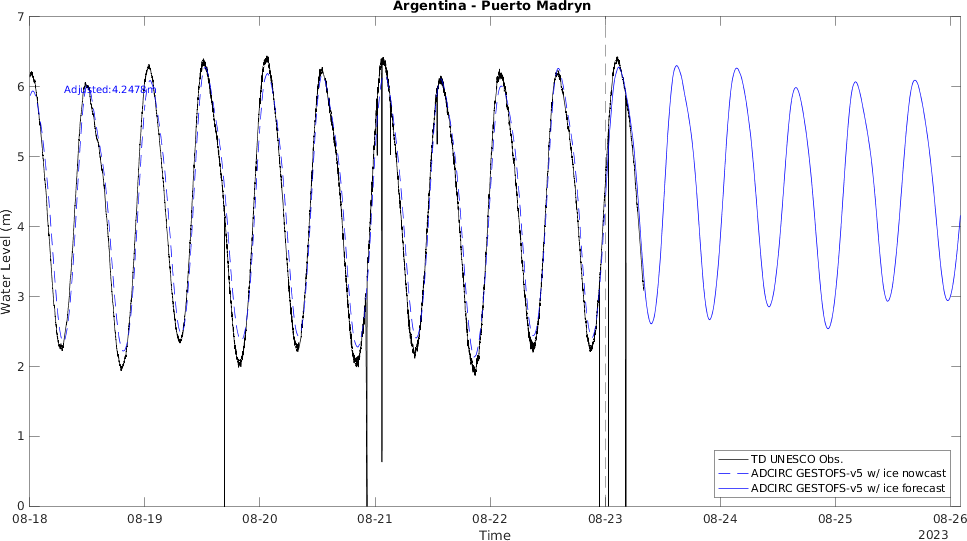 Argentina - Puerto Madryn
7
6
5
4
3
2
1
0
Water Level (m)
Adjusted:4.2478m
TD UNESCO Obs.
ADCIRC GESTOFS-v5 w/ ice nowcast
ADCIRC GESTOFS-v5 w/ ice forecast
08-18 08-19 08-20 08-21 08-22 08-23 08-24 08-25 08-26
Time
2023